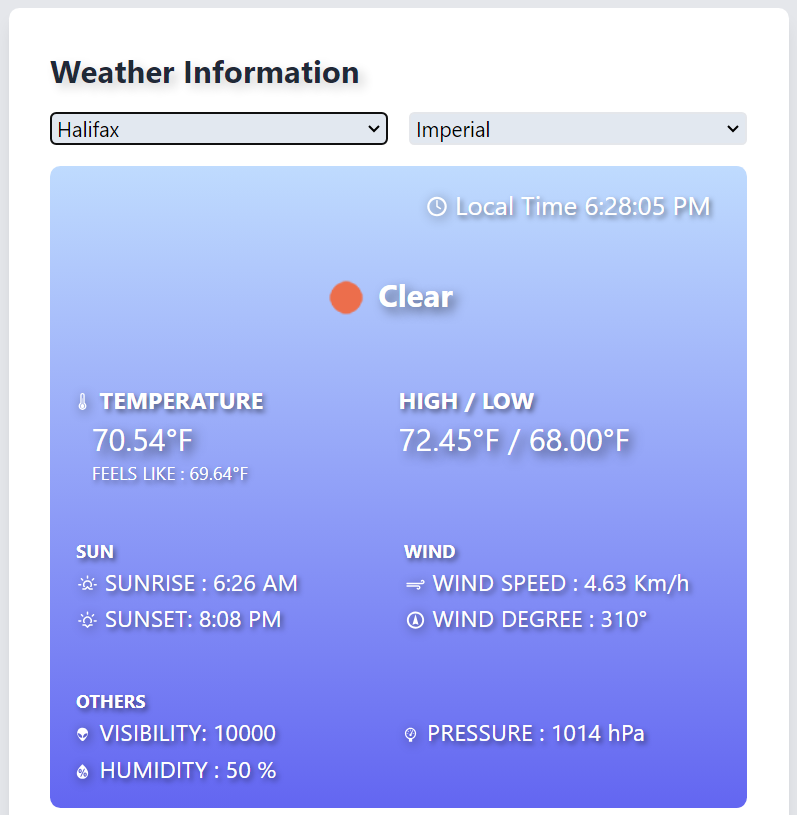 Weather Information
Halifax
Imperial
Local Time 6:28:05 PM
Clear
TEMPERATURE
70.54°F
FEELS LIKE : 69.64°F
HIGH / LOW
72.45°F / 68.00°F
SUN
SUNRISE : 6:26 AM
SUNSET: 8:08 PM
WIND
WIND SPEED : 4.63 Km/h
WIND DEGREE : 310°
OTHERS
VISIBILITY: 10000
PRESSURE : 1014 hPa
HUMIDITY : 50 %